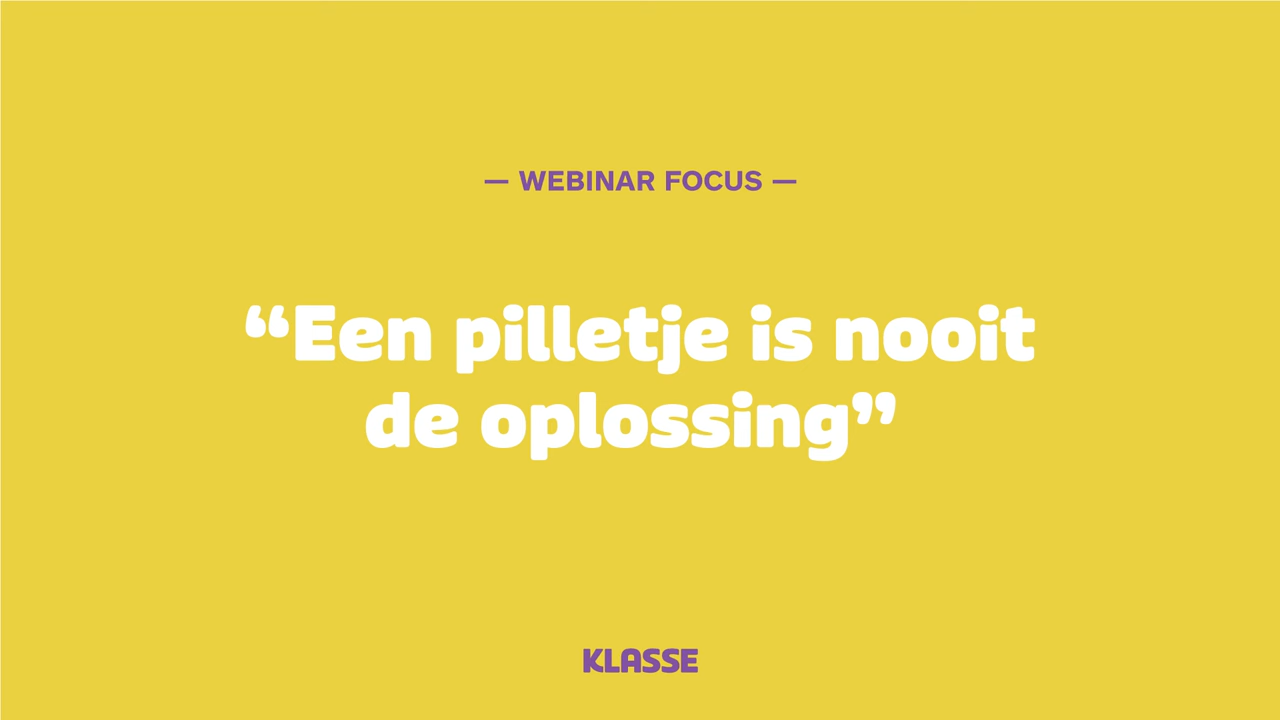 — WEBINAR FOCUS —
“Een pilletje is nooit
de oplossing”
KLASSE